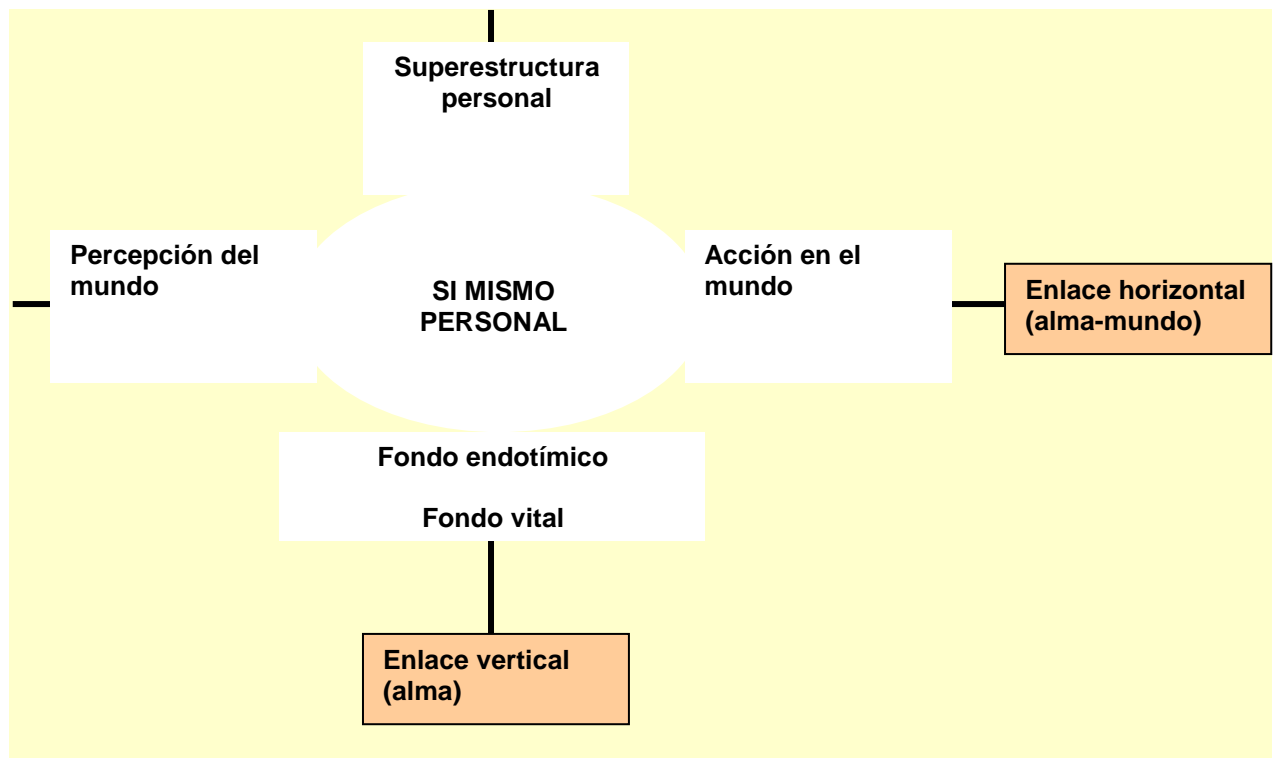 Superestructura
personal
Percepción del
mundo
SI MISMO
PERSONAL
Acción en el
mundo
Enlace horizontal
(alma-mundo)
Fondo endotímico
Fondo vital
Enlace vertical
(alma)